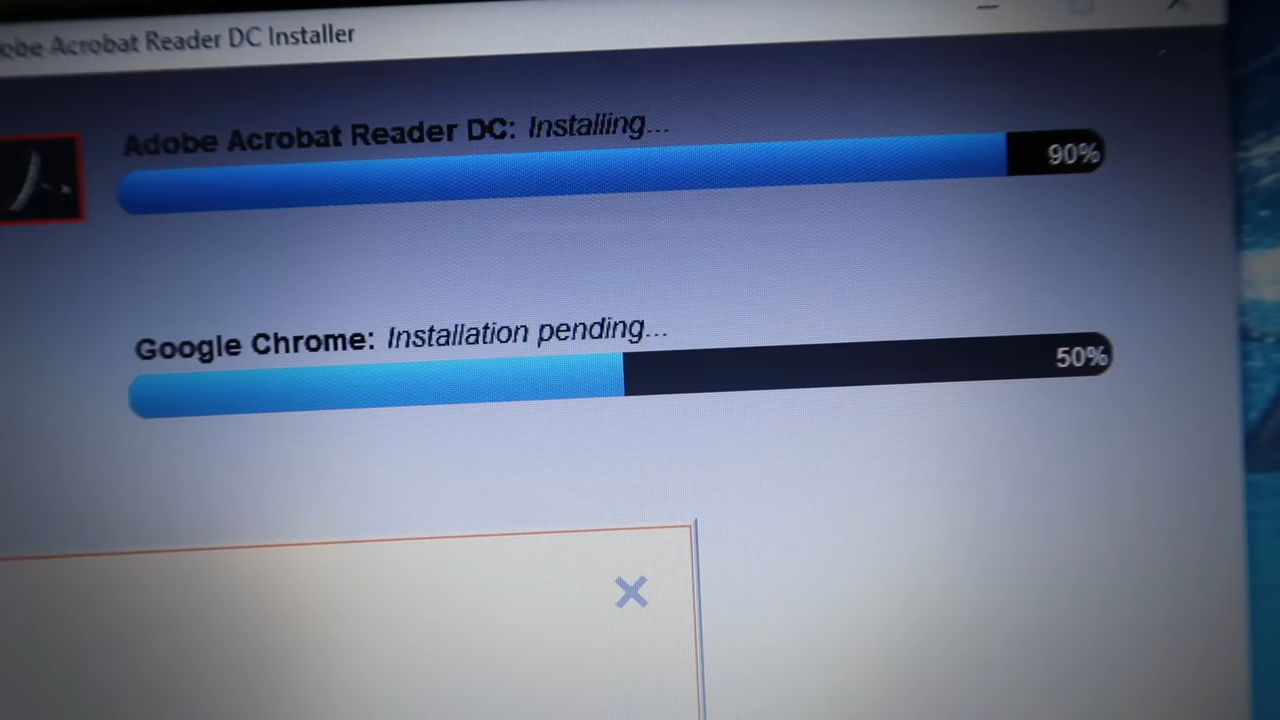 obe Acrobat Reader DC Installer
Adobe Acrobat Reader DC: Installing...
90%
Google Chrome: Installation pending...
50%